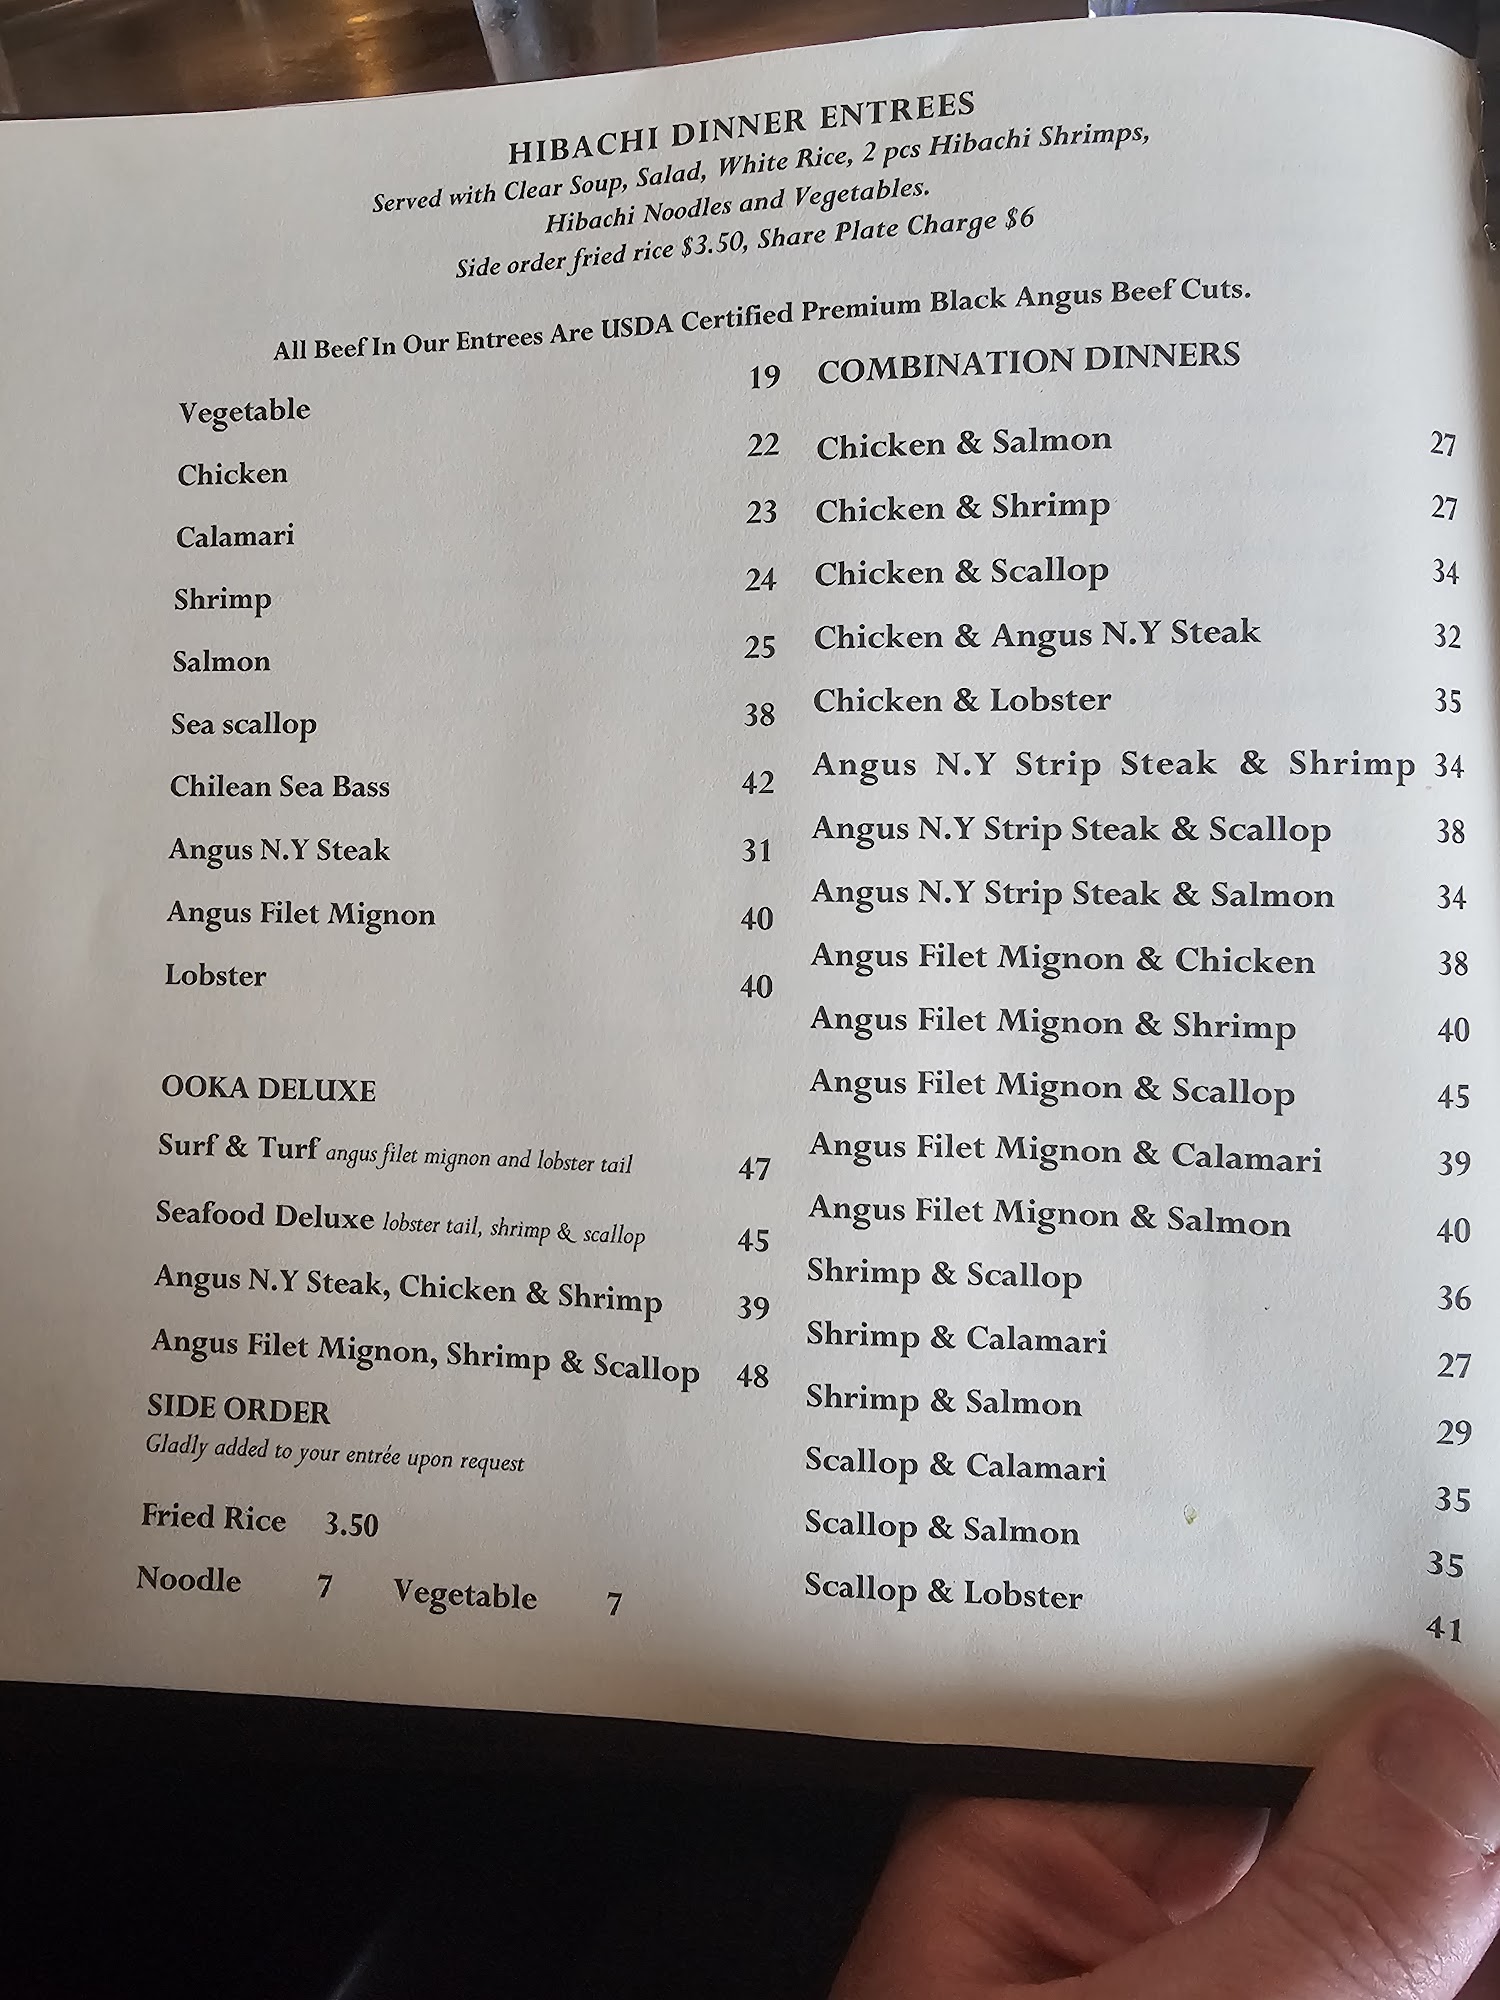 HIBACHI DINNER ENTREES
Served with Clear Soup, Salad, White Rice, 2 pcs Hibachi Shrimps,
Hibachi Noodles and Vegetables.
Side order fried rice $3.50, Share Plate Charge $6
All Beef In Our Entrees Are USDA Certified Premium Black Angus Beef Cuts.
Vegetable 19
Chicken 22
Calamari 23
Shrimp 24
Salmon 25
Sea scallop 38
Chilean Sea Bass 42
Angus N.Y Steak 31
Angus Filet Mignon 40
Lobster 40
OOKA DELUXE
Surf & Turf angus filet mignon and lobster tail 47
Seafood Deluxe lobster tail, shrimp & scallop 45
Angus N.Y Steak, Chicken & Shrimp 39
Angus Filet Mignon, Shrimp & Scallop 48
SIDE ORDER
Gladly added to your entrée upon request
Fried Rice 3.50
Noodle 7 Vegetable 7
COMBINATION DINNERS
Chicken & Salmon 27
Chicken & Shrimp 27
Chicken & Scallop 34
Chicken & Angus N.Y Steak 32
Chicken & Lobster 35
Angus N.Y Strip Steak & Shrimp 34
Angus N.Y Strip Steak & Scallop 38
Angus N.Y Strip Steak & Salmon 34
Angus Filet Mignon & Chicken 38
Angus Filet Mignon & Shrimp 40
Angus Filet Mignon & Scallop 45
Angus Filet Mignon & Calamari 39
Angus Filet Mignon & Salmon 40
Shrimp & Scallop 36
Shrimp & Calamari 27
Shrimp & Salmon 29
Scallop & Calamari 35
Scallop & Salmon 35
Scallop & Lobster 41